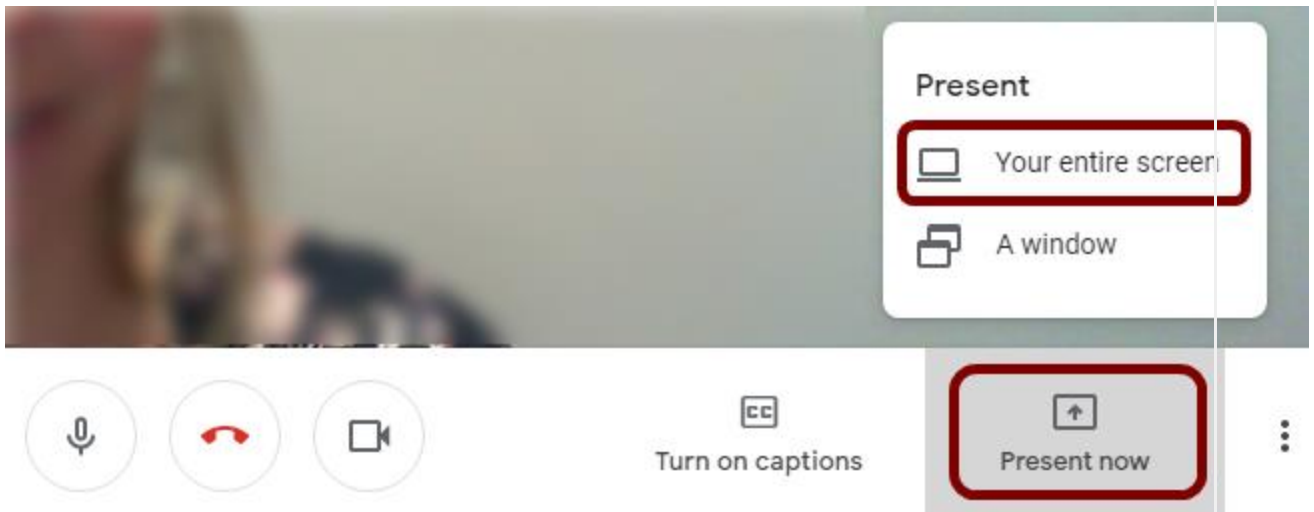 Present
Your entire screen
A window
CC
Turn on captions
Present now